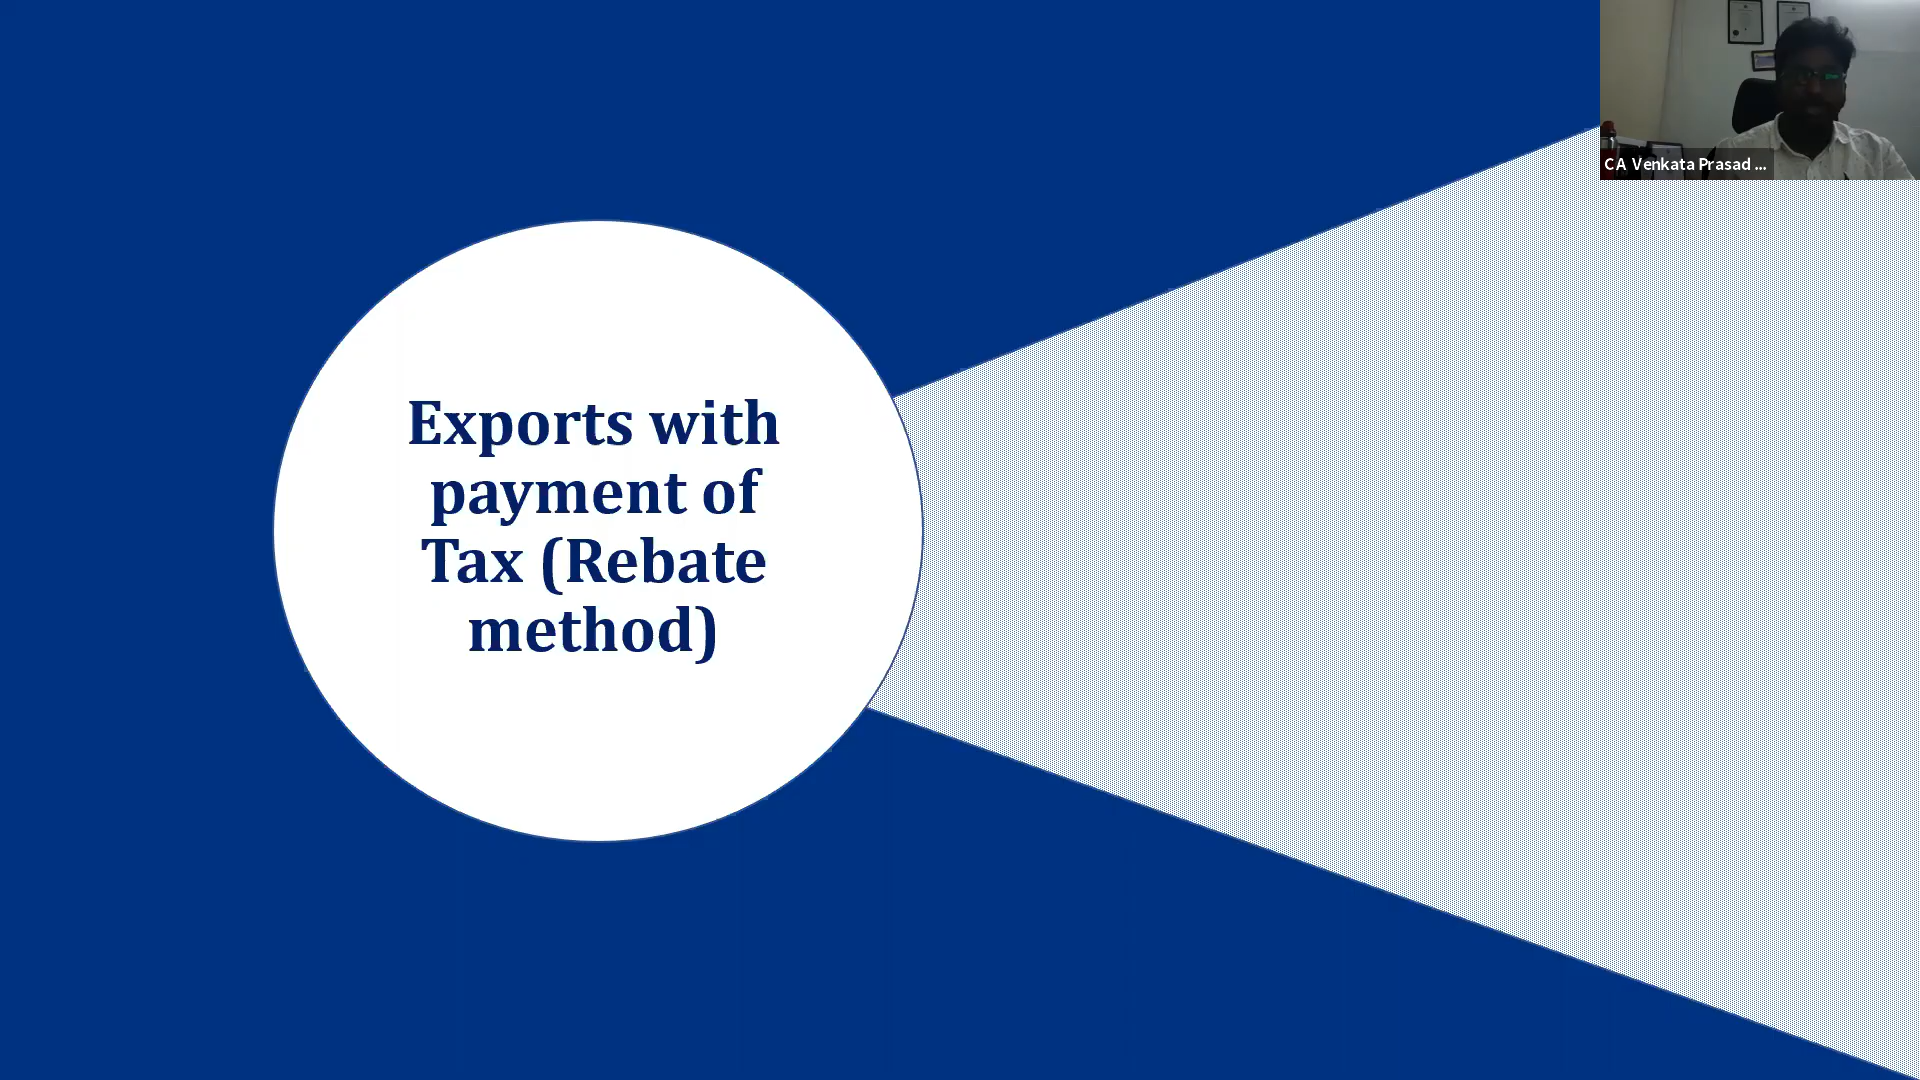 Exports with
payment of
Tax (Rebate
method)
CA Venkata Prasad ...